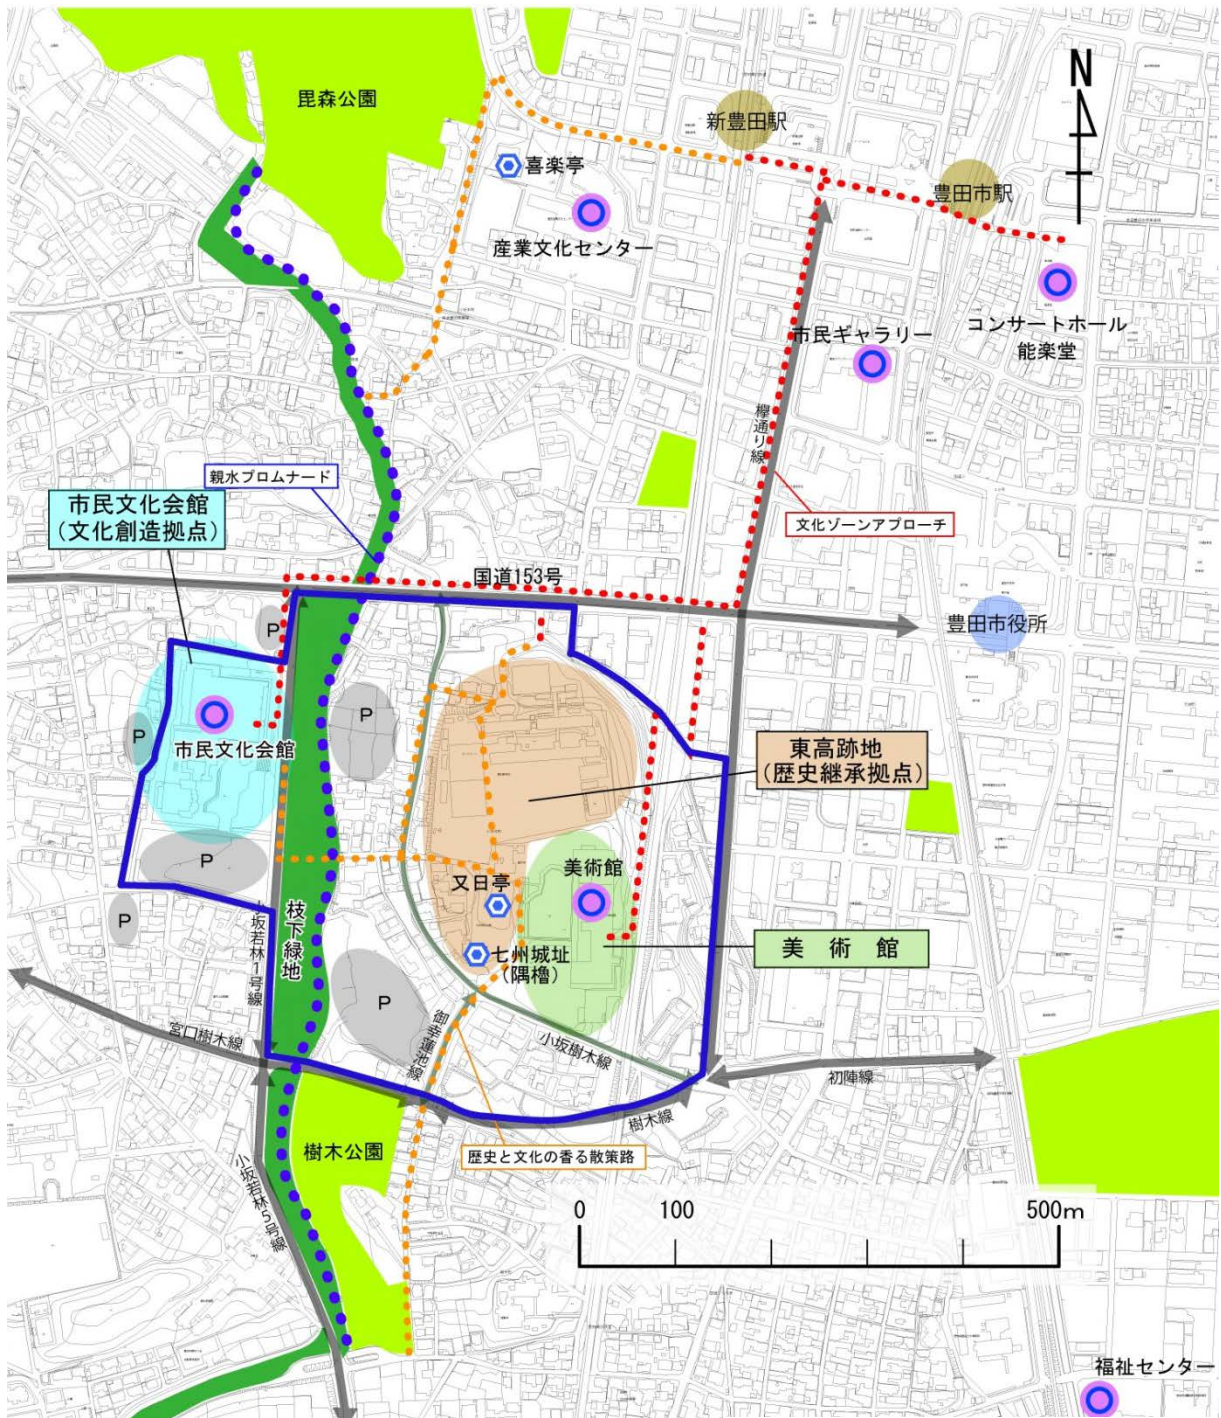 毘森公園
新豊田駅
N
喜楽亭
豊田市駅
産業文化センター
市民ギャラリー
コンサートホール
能楽堂
欅通り線
親水プロムナード
市民文化会館
(文化創造拠点)
文化ゾーンアプローチ
国道153号
豊田市役所
P
P
P
市民文化会館
東高跡地
(歴史継承拠点)
P
又日亭
美術館
P
小坂若林1号線
枝下緑地
七州城址
(隅櫓)
美 術 館
P
御幸蓮池線
宮口樹木線
小坂樹木線
初陣線
樹木線
樹木公園
歴史と文化の香る散策路
小坂若林5号線
0 100 500m
福祉センター